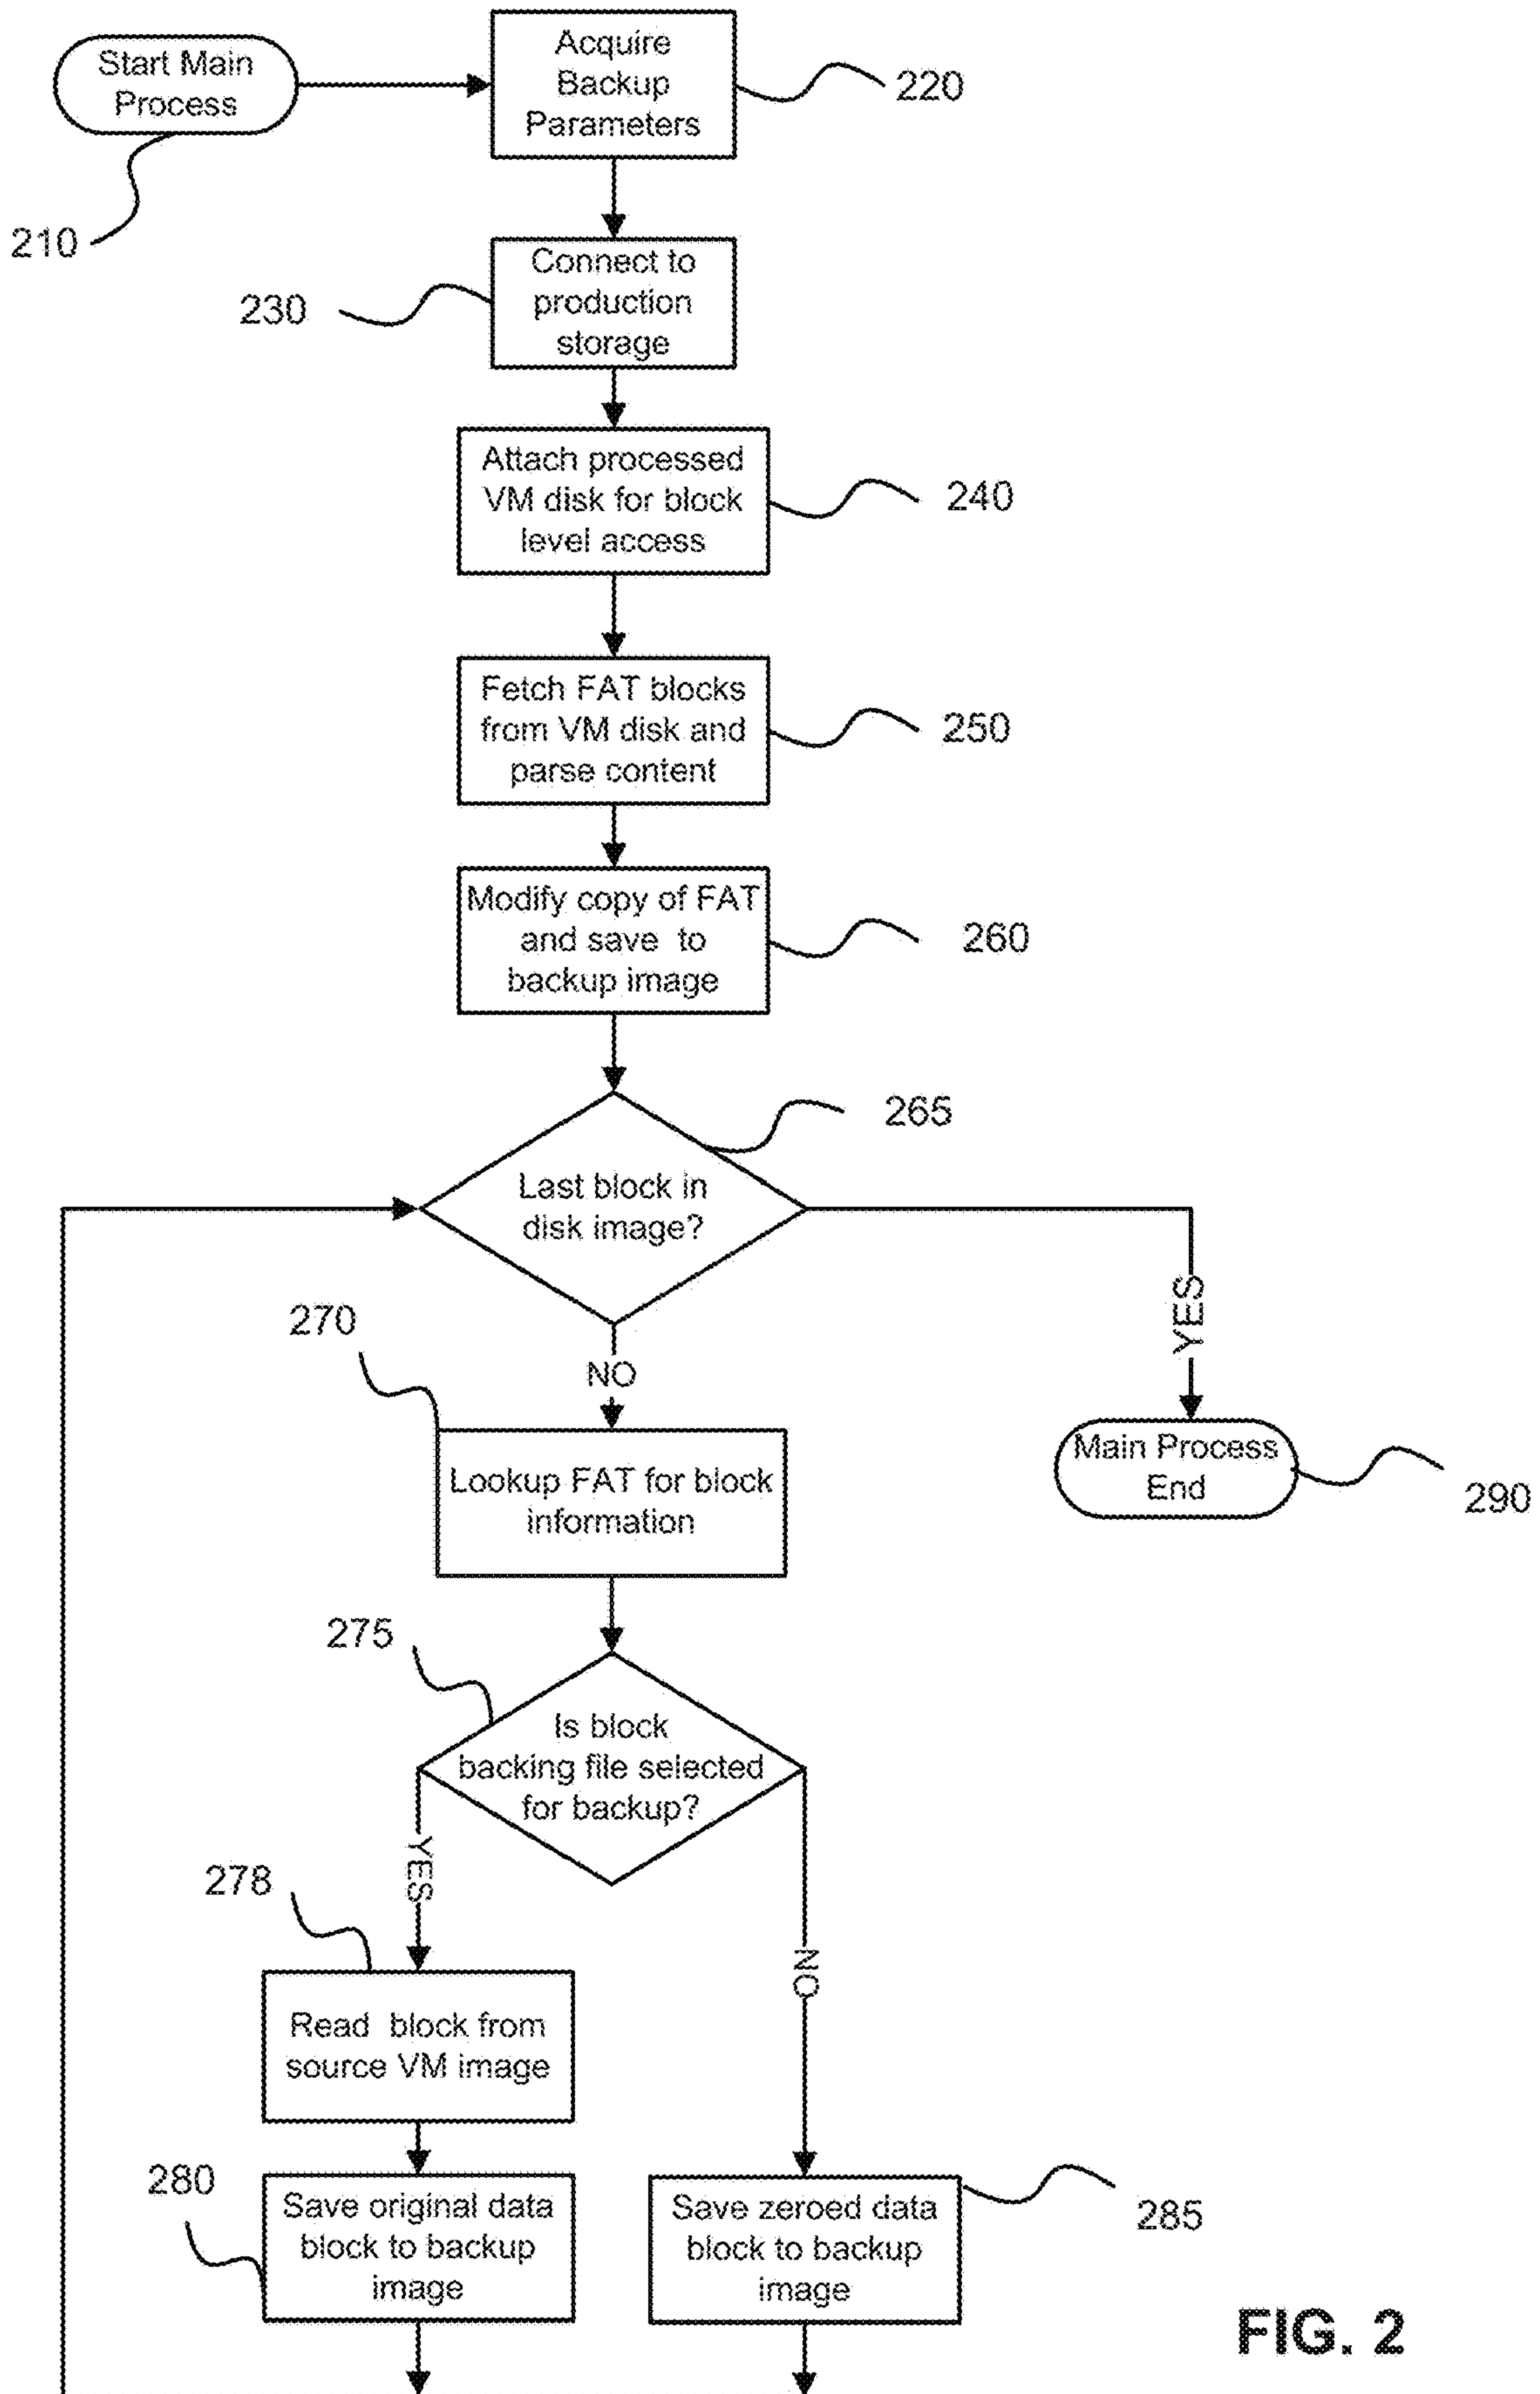 Start Main
Process
210
Acquire
Backup
Parameters
220
Connect to
production
storage
230
Attach processed
VM disk for block
level access
240
Fetch FAT blocks
from VM disk and
parse content
250
Modify copy of FAT
and save to
backup image
260
265
Last block in
disk image?
YES
NO
270
Lookup FAT for block
information
Main Process
End
290
275
Is block
backing file selected
for backup?
YES
NO
278
Read block from
source VM image
280
Save original data
block to backup
image
Save zeroed data
block to backup
image
285
FIG. 2